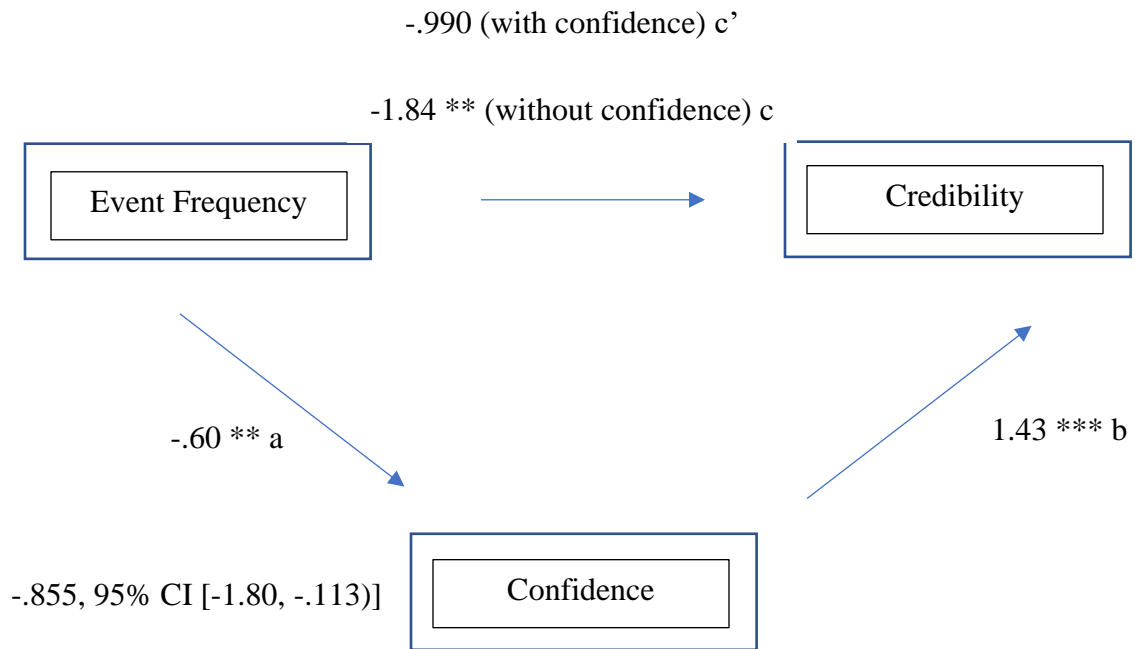 -.990 (with confidence) c’
-1.84 ** (without confidence) c
Event Frequency
Credibility
-.60 ** a
1.43 *** b
-.855, 95% CI [-1.80, -.113)]
Confidence